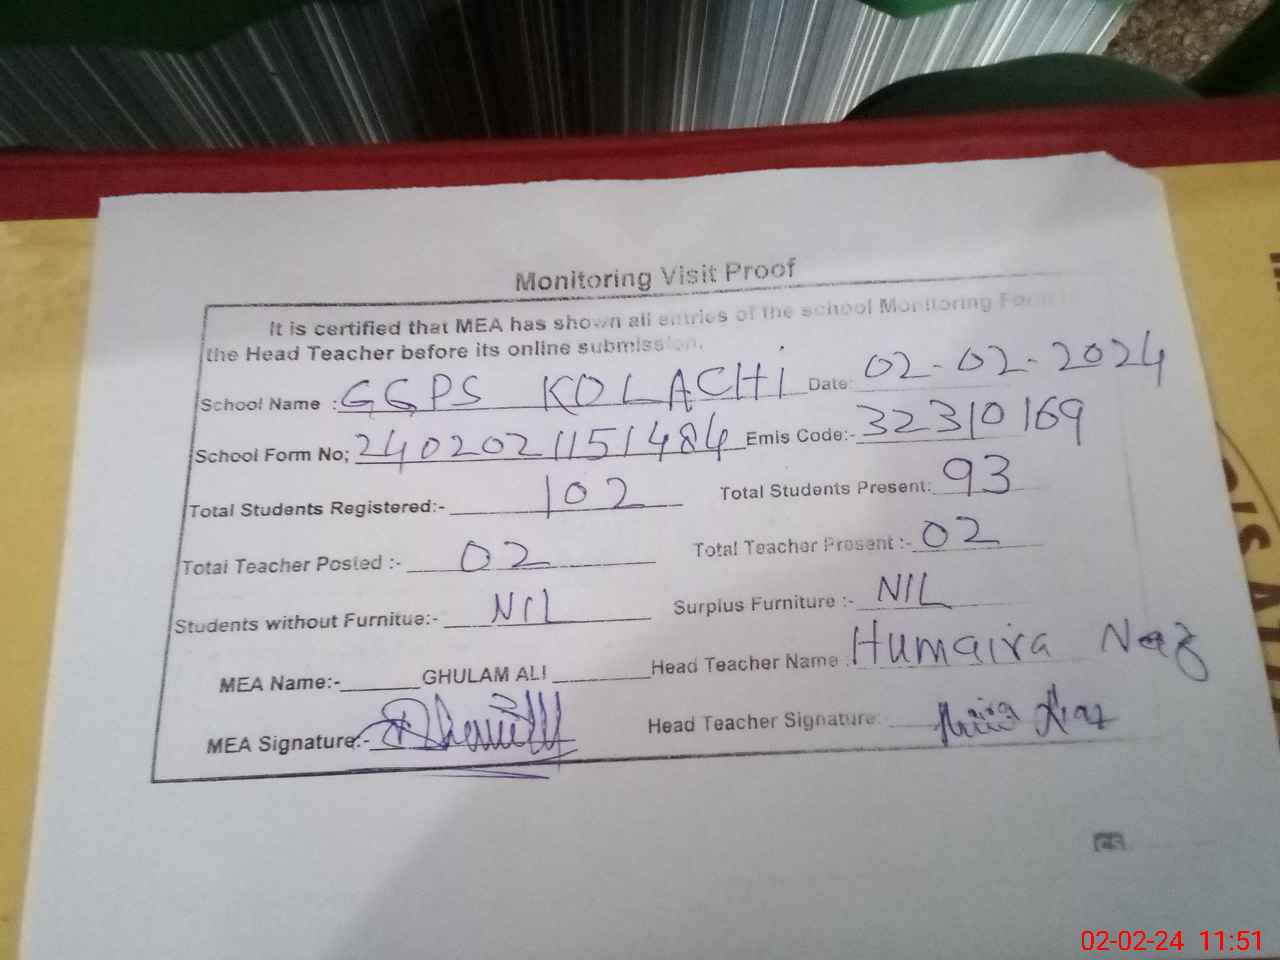 Monitoring Visit Proof
It is certified that MEA has shown all entries of the school Monitoring Form to
the Head Teacher before its online submission.
School Name :GGPS KOLACHI Date: 02-02-2024
School Form No; 2402021151484 Emis Code:- 32310169
Total Students Registered:- 102 Total Students Present: 93
Total Teacher Posted :- 02 Total Teacher Present :- 02
Students without Furnitue:- NIL Surplus Furniture :- NIL
MEA Name:- GHULAM ALI Head Teacher Name : Humaira Naz
MEA Signature:- Head Teacher Signature:
CS
02-02-24 11:51